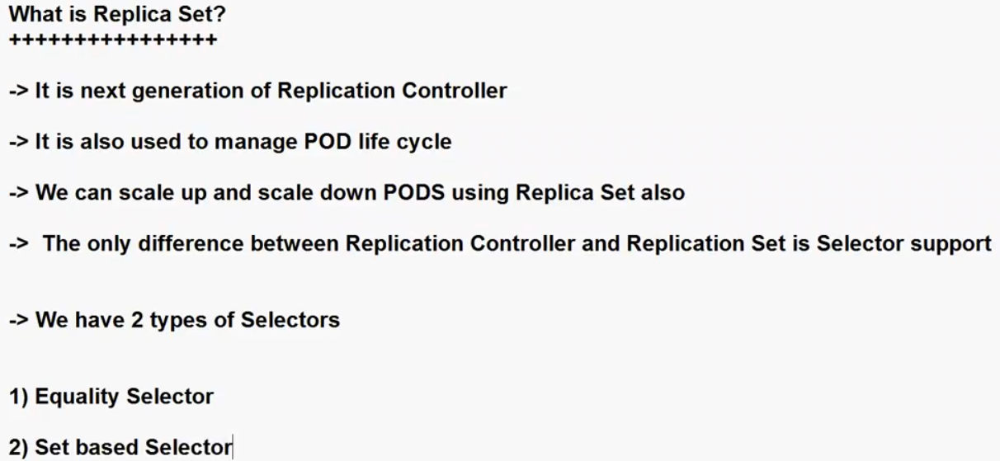 What is Replica Set?
++++++++++++++++
-> It is next generation of Replication Controller
-> It is also used to manage POD life cycle
-> We can scale up and scale down PODS using Replica Set also
->  The only difference between Replication Controller and Replication Set is Selector support
-> We have 2 types of Selectors
1) Equality Selector
2) Set based Selector